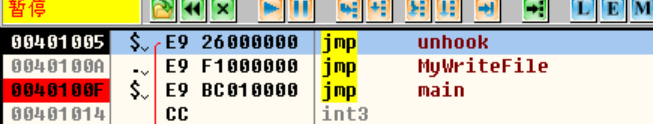 暂停 L E M
00401005 $ E9 26000000 jmp unhook
0040100A . E9 F1000000 jmp MyWriteFile
0040100F $ E9 BC010000 jmp main
00401014 CC int3